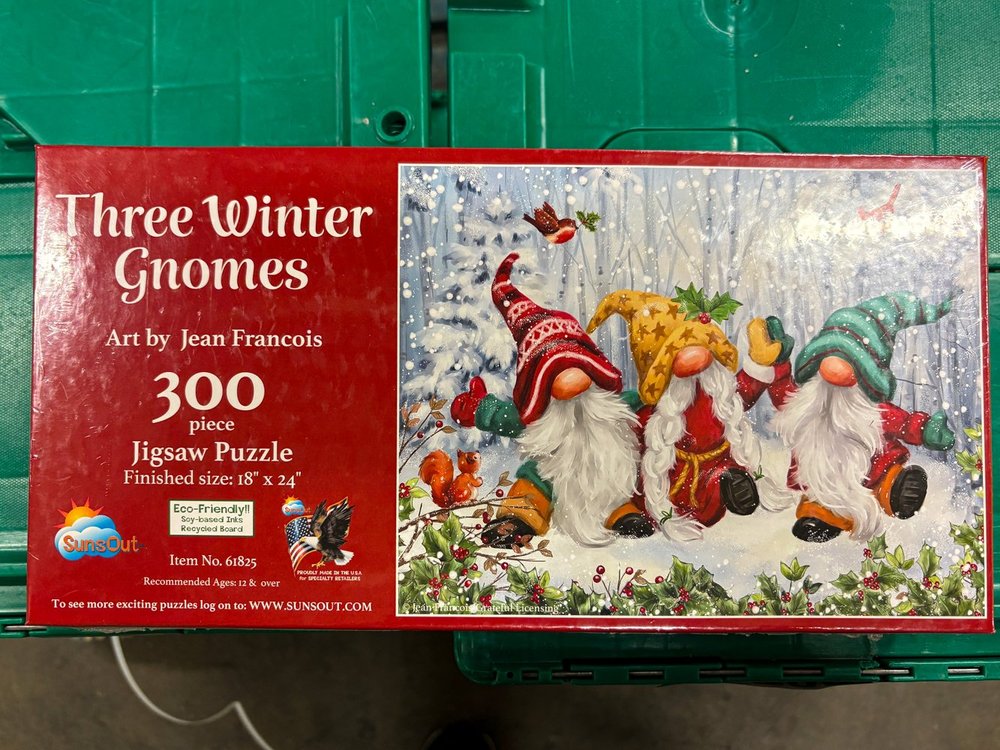 Three Winter
Gnomes
Art by Jean Francois
300
piece
Jigsaw Puzzle
Finished size: 18" x 24"
SunsOut
Eco-Friendly!!
Soy-based Inks
Recycled Board
SunsOut
PROUDLY MADE IN THE U.S.A
for SPECIALTY RETAILERS
Item No. 61825
Recommended Ages: 12 & over
To see more exciting puzzles log on to: WWW.SUNSOUT.COM
© Jean Francois, Grateful Licensing